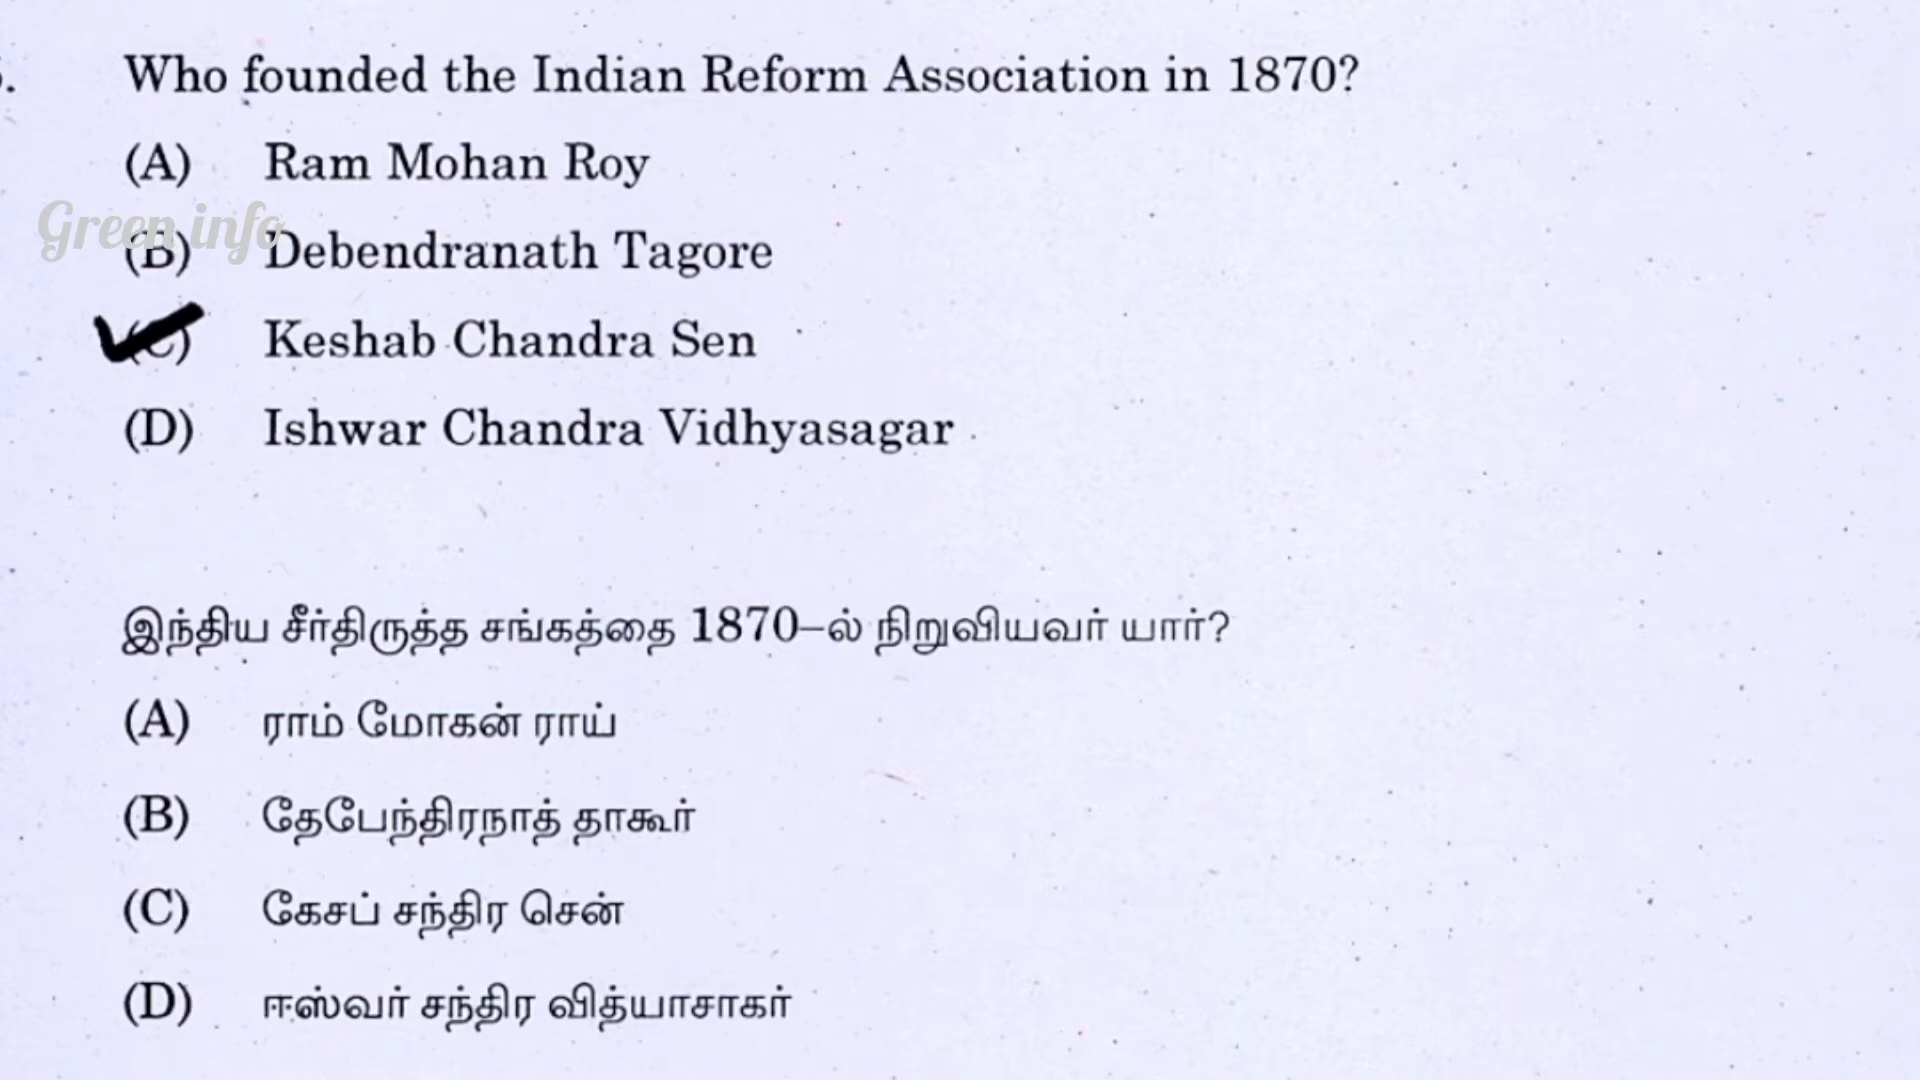 Who founded the Indian Reform Association in 1870?
(A) Ram Mohan Roy
Green info
(B) Debendranath Tagore
(C) Keshab Chandra Sen
(D) Ishwar Chandra Vidhyasagar
இந்திய சீர்திருத்த சங்கத்தை 1870–ல் நிறுவியவர் யார்?
(A) ராம் மோகன் ராய்
(B) தேபேந்திரநாத் தாகூர்
(C) கேசப் சந்திர சென்
(D) ஈஸ்வர் சந்திர வித்யாசாகர்